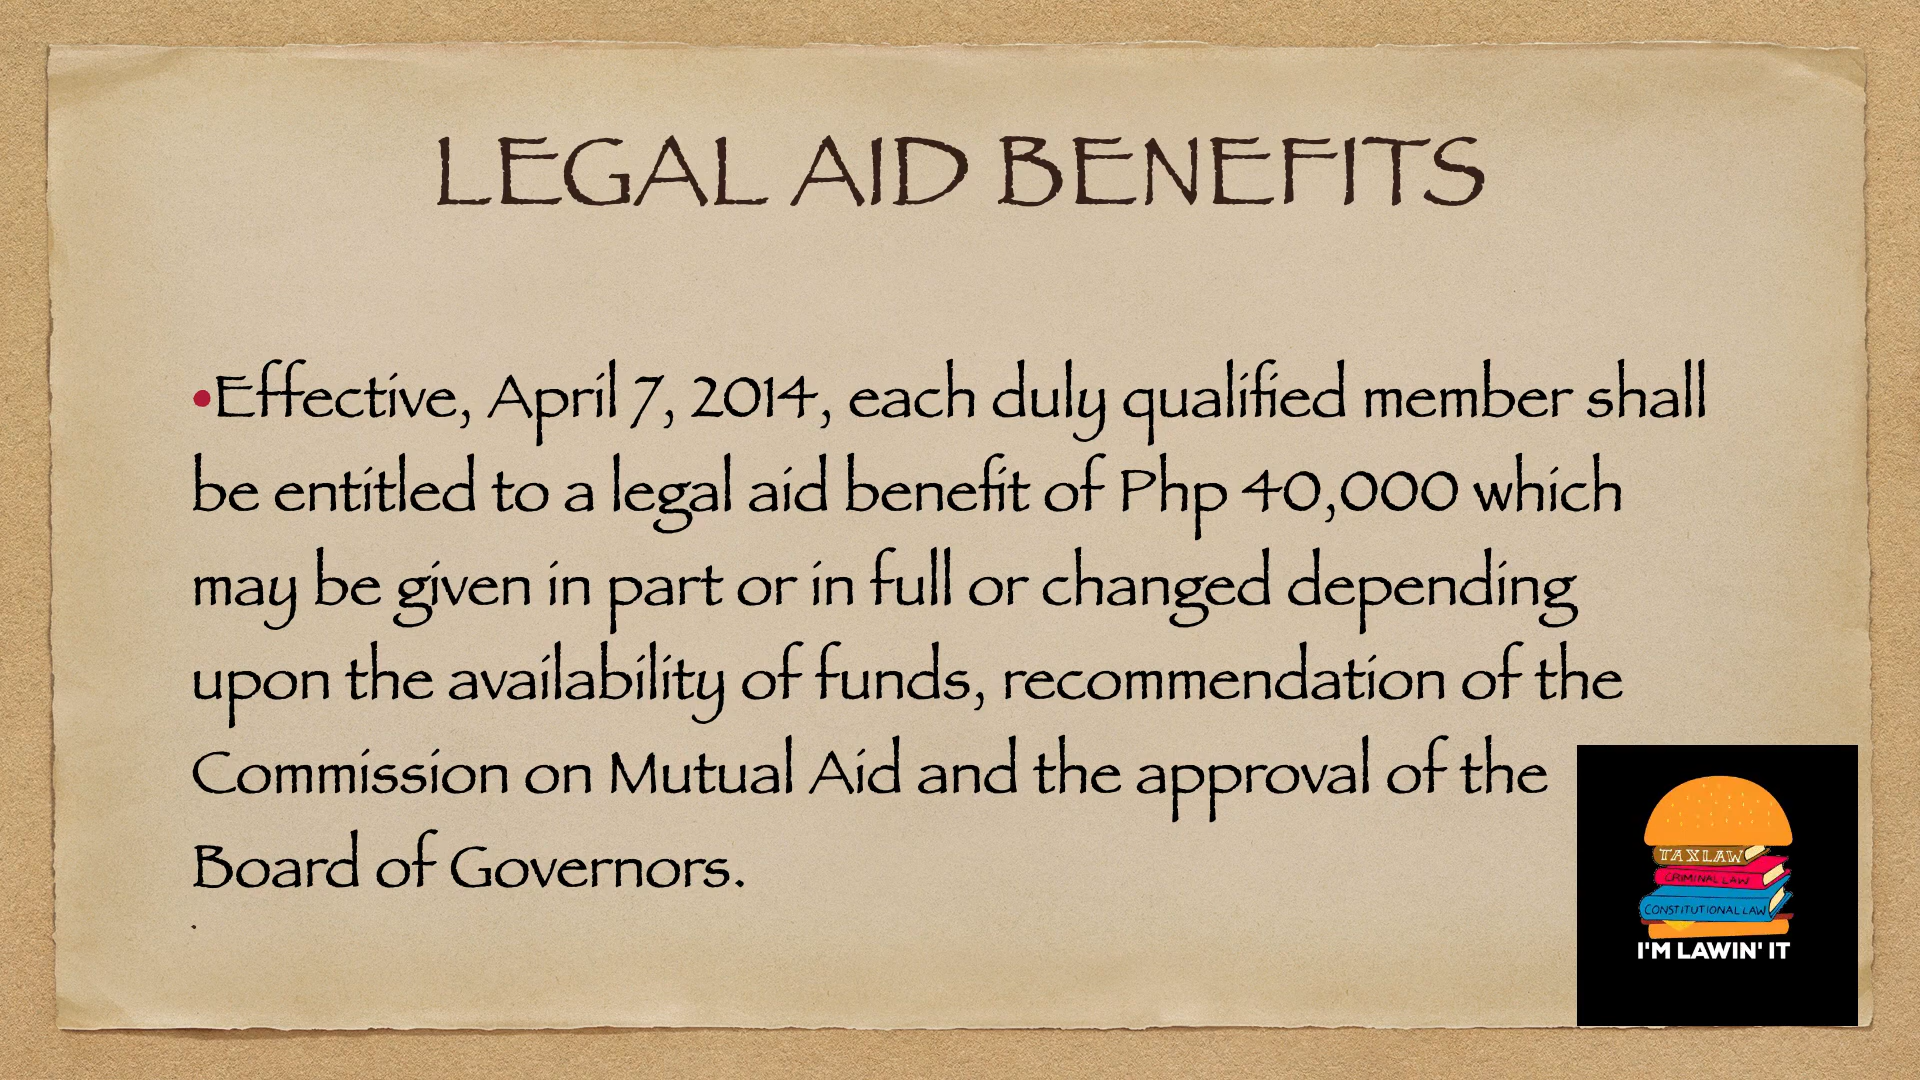 LEGAL AID BENEFITS
•Effective, April 7, 2014, each duly qualified member shall
be entitled to a legal aid benefit of Php 40,000 which
may be given in part or in full or changed depending
upon the availability of funds, recommendation of the
Commission on Mutual Aid and the approval of the
Board of Governors.
.
TAX LAW
CRIMINAL LAW
CONSTITUTIONAL LAW
I'M LAWIN' IT